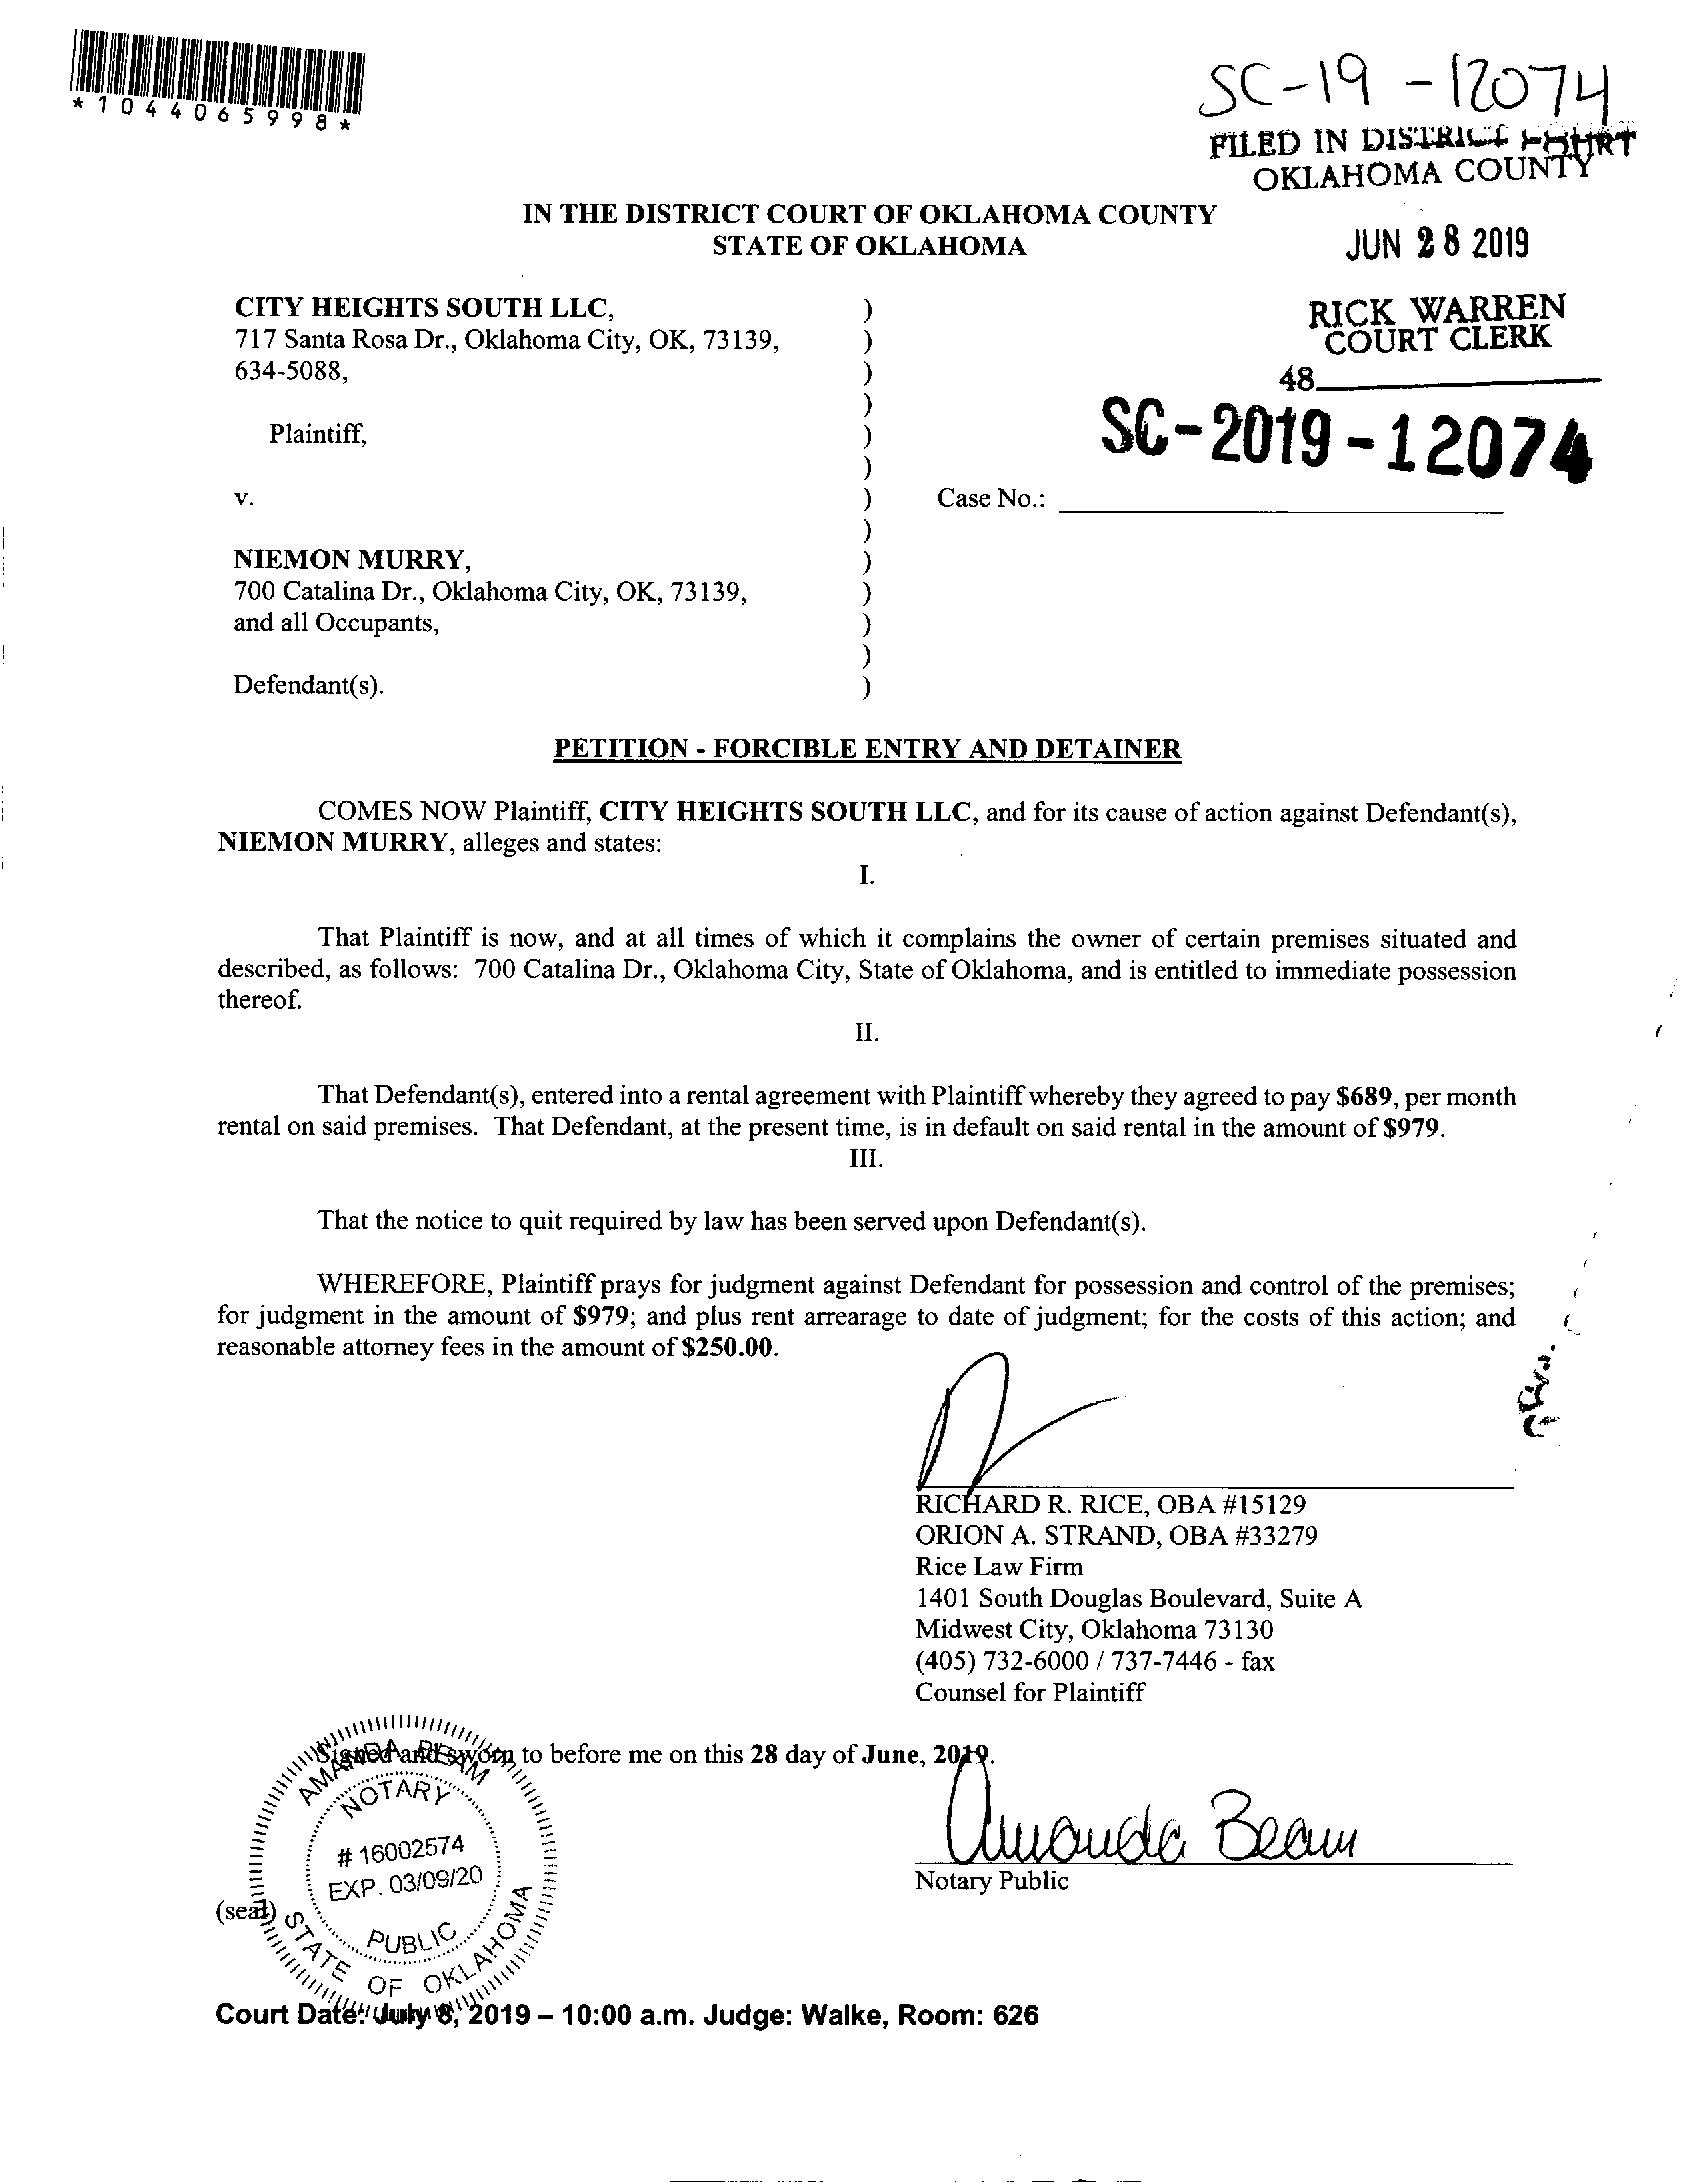 *1044065998*
SC-19-12074
FILED IN DISTRICT COURT
OKLAHOMA COUNTY
IN THE DISTRICT COURT OF OKLAHOMA COUNTY
STATE OF OKLAHOMA
JUN 28 2019
RICK WARREN
COURT CLERK
48
CITY HEIGHTS SOUTH LLC, )
717 Santa Rosa Dr., Oklahoma City, OK, 73139, )
634-5088, )
)
Plaintiff, )
SC-2019-12074
)
v. ) Case No.:
)
NIEMON MURRY, )
700 Catalina Dr., Oklahoma City, OK, 73139, )
and all Occupants, )
)
Defendant(s). )
PETITION - FORCIBLE ENTRY AND DETAINER
COMES NOW Plaintiff, CITY HEIGHTS SOUTH LLC, and for its cause of action against Defendant(s),
NIEMON MURRY, alleges and states:
I.
That Plaintiff is now, and at all times of which it complains the owner of certain premises situated and
described, as follows: 700 Catalina Dr., Oklahoma City, State of Oklahoma, and is entitled to immediate possession
thereof.
II.
That Defendant(s), entered into a rental agreement with Plaintiff whereby they agreed to pay $689, per month
rental on said premises. That Defendant, at the present time, is in default on said rental in the amount of $979.
III.
That the notice to quit required by law has been served upon Defendant(s).
WHEREFORE, Plaintiff prays for judgment against Defendant for possession and control of the premises;
for judgment in the amount of $979; and plus rent arrearage to date of judgment; for the costs of this action; and
reasonable attorney fees in the amount of $250.00.
RICHARD R. RICE, OBA #15129
ORION A. STRAND, OBA #33279
Rice Law Firm
1401 South Douglas Boulevard, Suite A
Midwest City, Oklahoma 73130
(405) 732-6000 / 737-7446 - fax
Counsel for Plaintiff
Signed and sworn to before me on this 28 day of June, 2019.
Amanda Beam
Notary Public
AMANDA BEAM
NOTARY
# 16002574
EXP. 03/09/20
PUBLIC
STATE OF OKLAHOMA
(seal)
Court Date: July 8, 2019 – 10:00 a.m. Judge: Walke, Room: 626